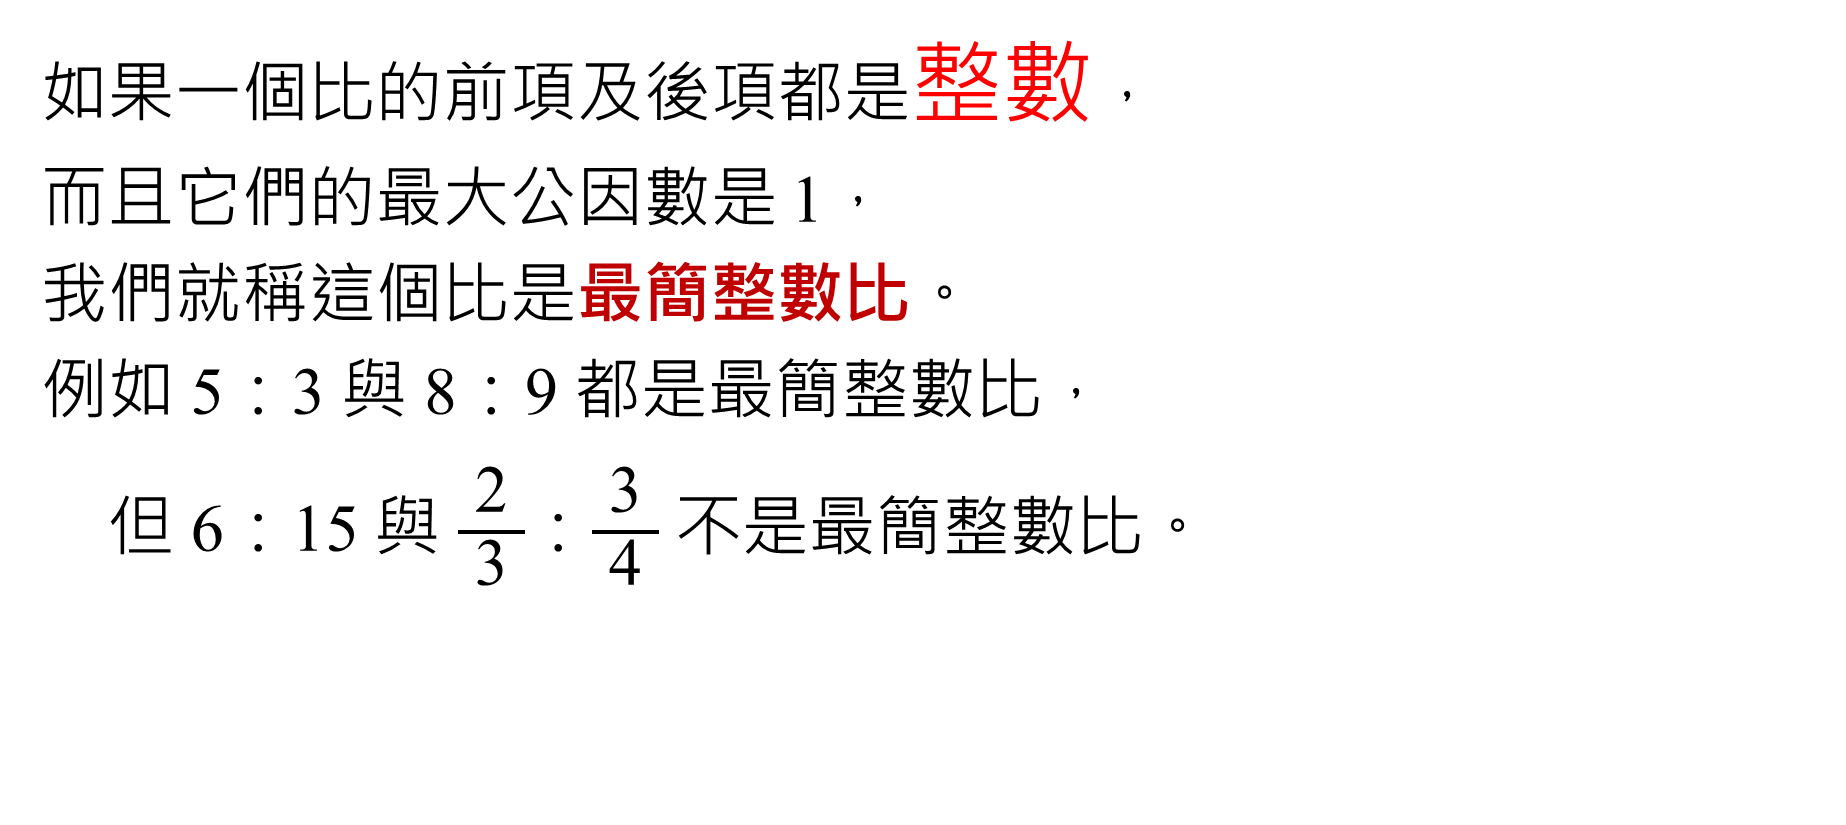 如果一個比的前項及後項都是整數，
而且它們的最大公因數是 1，
我們就稱這個比是最簡整數比。
例如 5：3 與 8：9 都是最簡整數比，
但 6：15 與 2/3：3/4 不是最簡整數比。